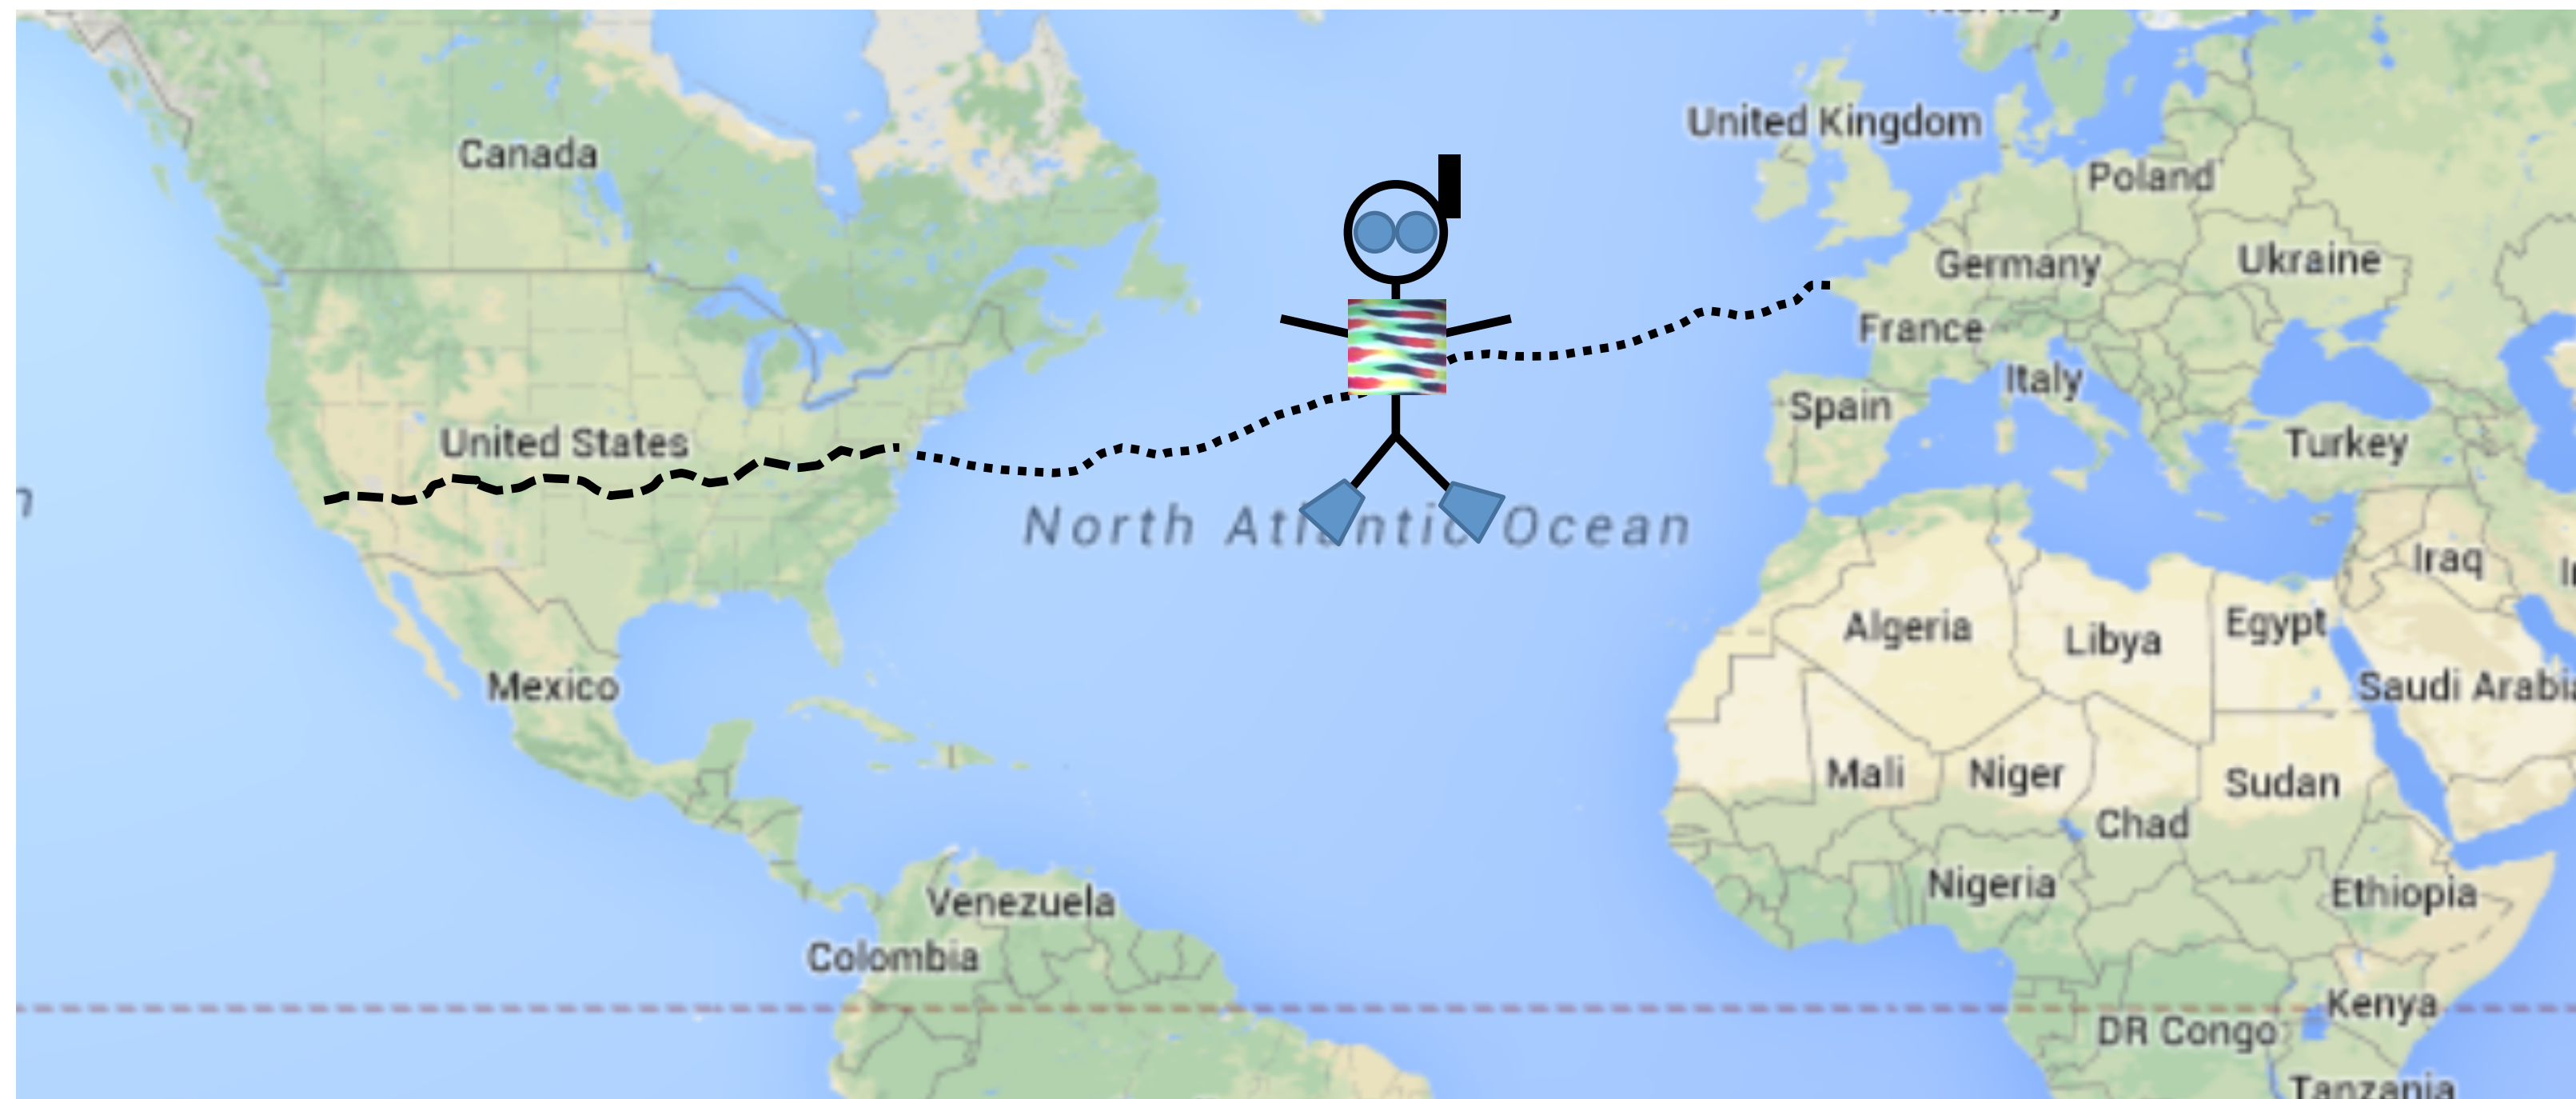 Norway
Canada
United Kingdom
Poland
Germany
Ukraine
France
Italy
Spain
United States
Turkey
North Atlantic Ocean
Iraq
Algeria
Libya
Egypt
Mexico
Saudi Arabia
Mali
Niger
Sudan
Chad
Nigeria
Ethiopia
Venezuela
Colombia
Kenya
DR Congo
Tanzania